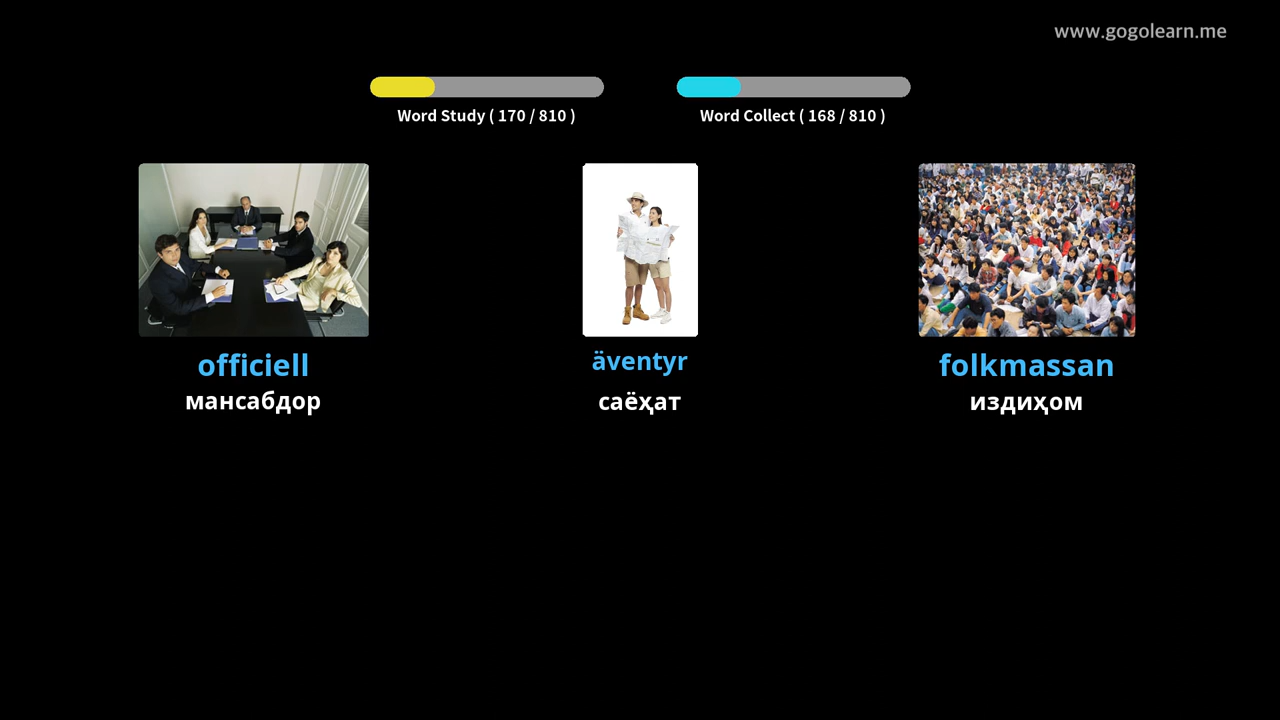 www.gogolearn.me
Word Study ( 170 / 810 )
Word Collect ( 168 / 810 )
officiell
мансабдор
äventyr
саёҳат
folkmassan
издиҳом